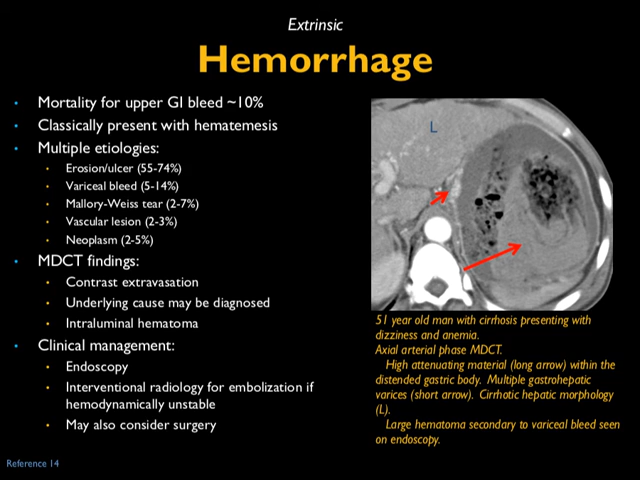 Extrinsic
Hemorrhage
• Mortality for upper GI bleed ~10%
• Classically present with hematemesis
• Multiple etiologies:
• Erosion/ulcer (55-74%)
• Variceal bleed (5-14%)
• Mallory-Weiss tear (2-7%)
• Vascular lesion (2-3%)
• Neoplasm (2-5%)
• MDCT findings:
• Contrast extravasation
• Underlying cause may be diagnosed
• Intraluminal hematoma
• Clinical management:
• Endoscopy
• Interventional radiology for embolization if
hemodynamically unstable
• May also consider surgery
L
51 year old man with cirrhosis presenting with
dizziness and anemia.
Axial arterial phase MDCT.
High attenuating material (long arrow) within the
distended gastric body. Multiple gastrohepatic
varices (short arrow). Cirrhotic hepatic morphology
(L).
Large hematoma secondary to variceal bleed seen
on endoscopy.
Reference 14